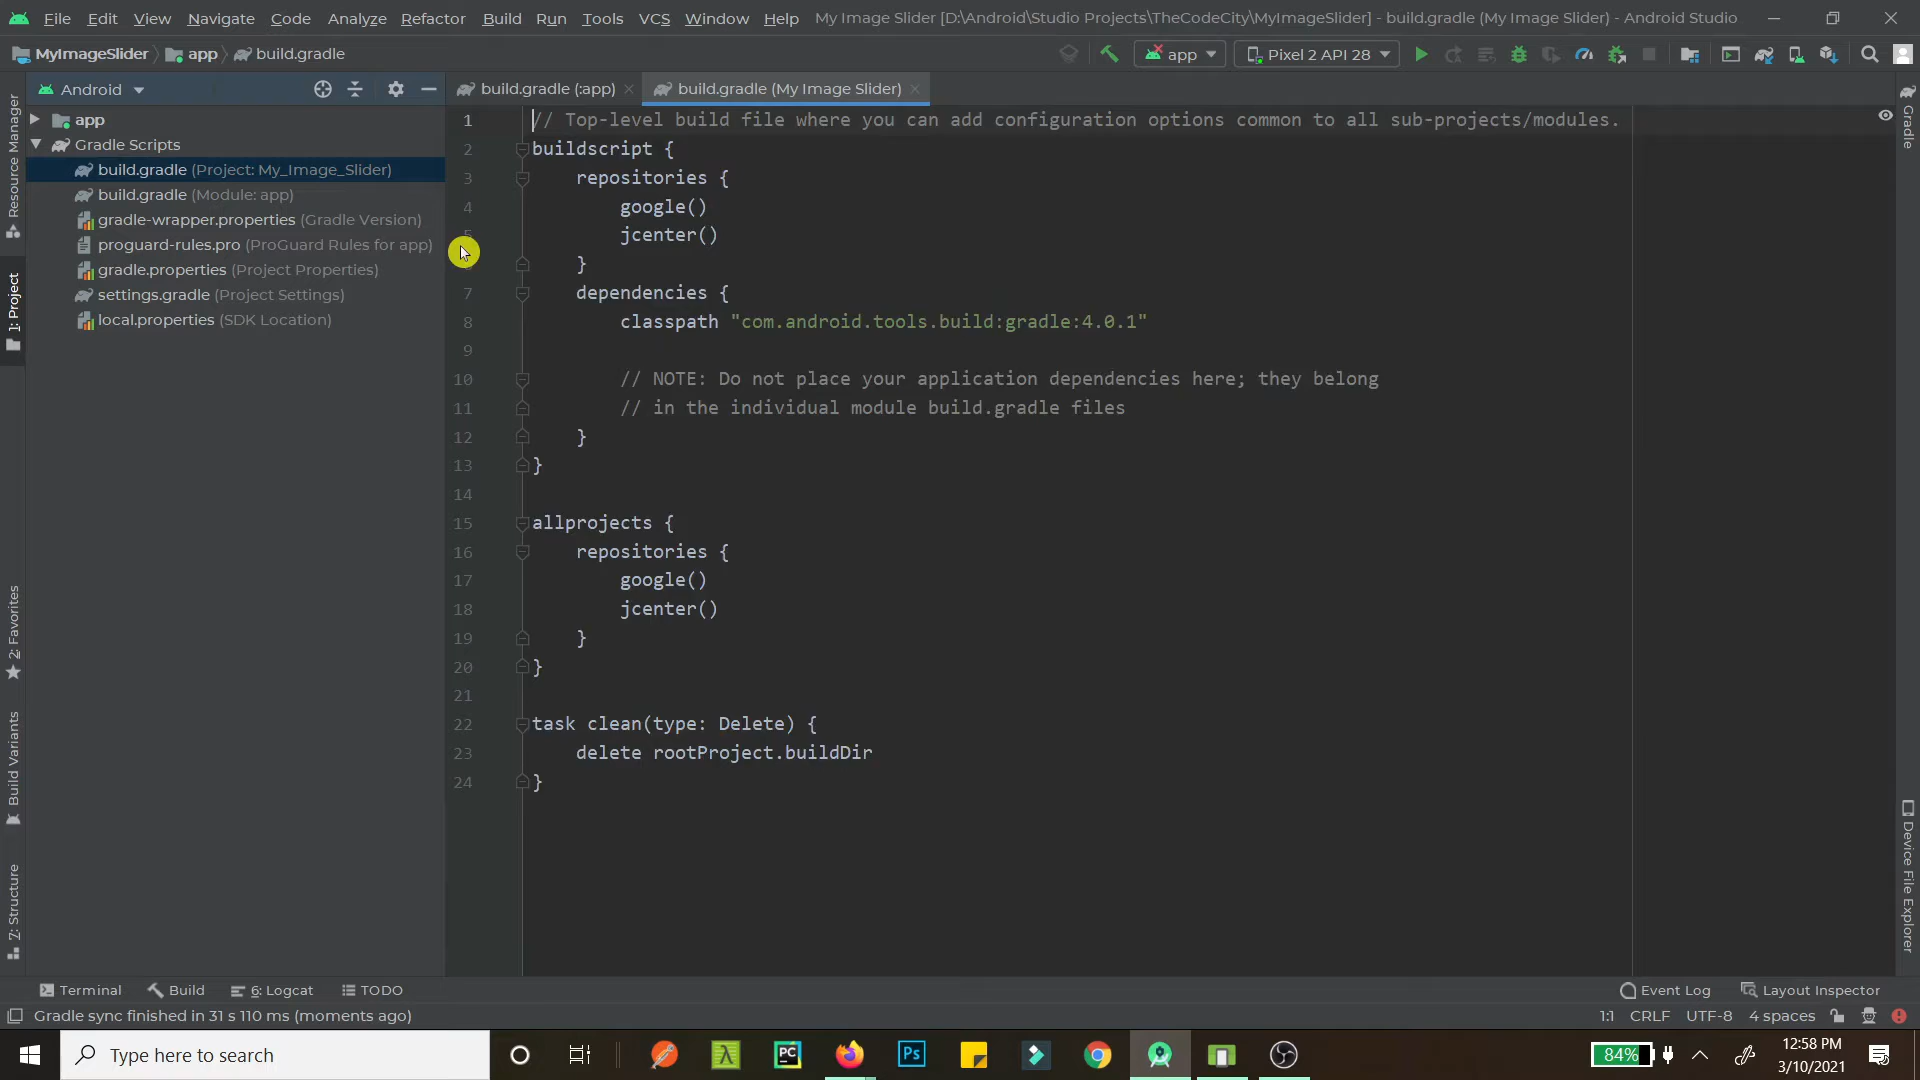 File Edit View Navigate Code Analyze Refactor Build Run Tools VCS Window Help My Image Slider [D:\Android\Studio Projects\TheCodeCity\MyImageSlider] - build.gradle (My Image Slider) - Android Studio
MyImageSlider app build.gradle app Pixel 2 API 28
Android build.gradle (:app) build.gradle (My Image Slider)
app
Gradle Scripts
build.gradle (Project: My_Image_Slider)
build.gradle (Module: app)
gradle-wrapper.properties (Gradle Version)
proguard-rules.pro (ProGuard Rules for app)
gradle.properties (Project Properties)
settings.gradle (Project Settings)
local.properties (SDK Location)
Resource Manager
1: Project
2: Favorites
Build Variants
7: Structure
1 // Top-level build file where you can add configuration options common to all sub-projects/modules.
2 buildscript {
3     repositories {
4         google()
5         jcenter()
    }
7     dependencies {
8         classpath "com.android.tools.build:gradle:4.0.1"
9
10         // NOTE: Do not place your application dependencies here; they belong
11         // in the individual module build.gradle files
12     }
13 }
14
15 allprojects {
16     repositories {
17         google()
18         jcenter()
19     }
20 }
21
22 task clean(type: Delete) {
23     delete rootProject.buildDir
24 }
Gradle
Device File Explorer
Terminal Build 6: Logcat TODO Event Log Layout Inspector
Gradle sync finished in 31 s 110 ms (moments ago) 1:1 CRLF UTF-8 4 spaces
Type here to search PC Ps 84% 12:58 PM
3/10/2021